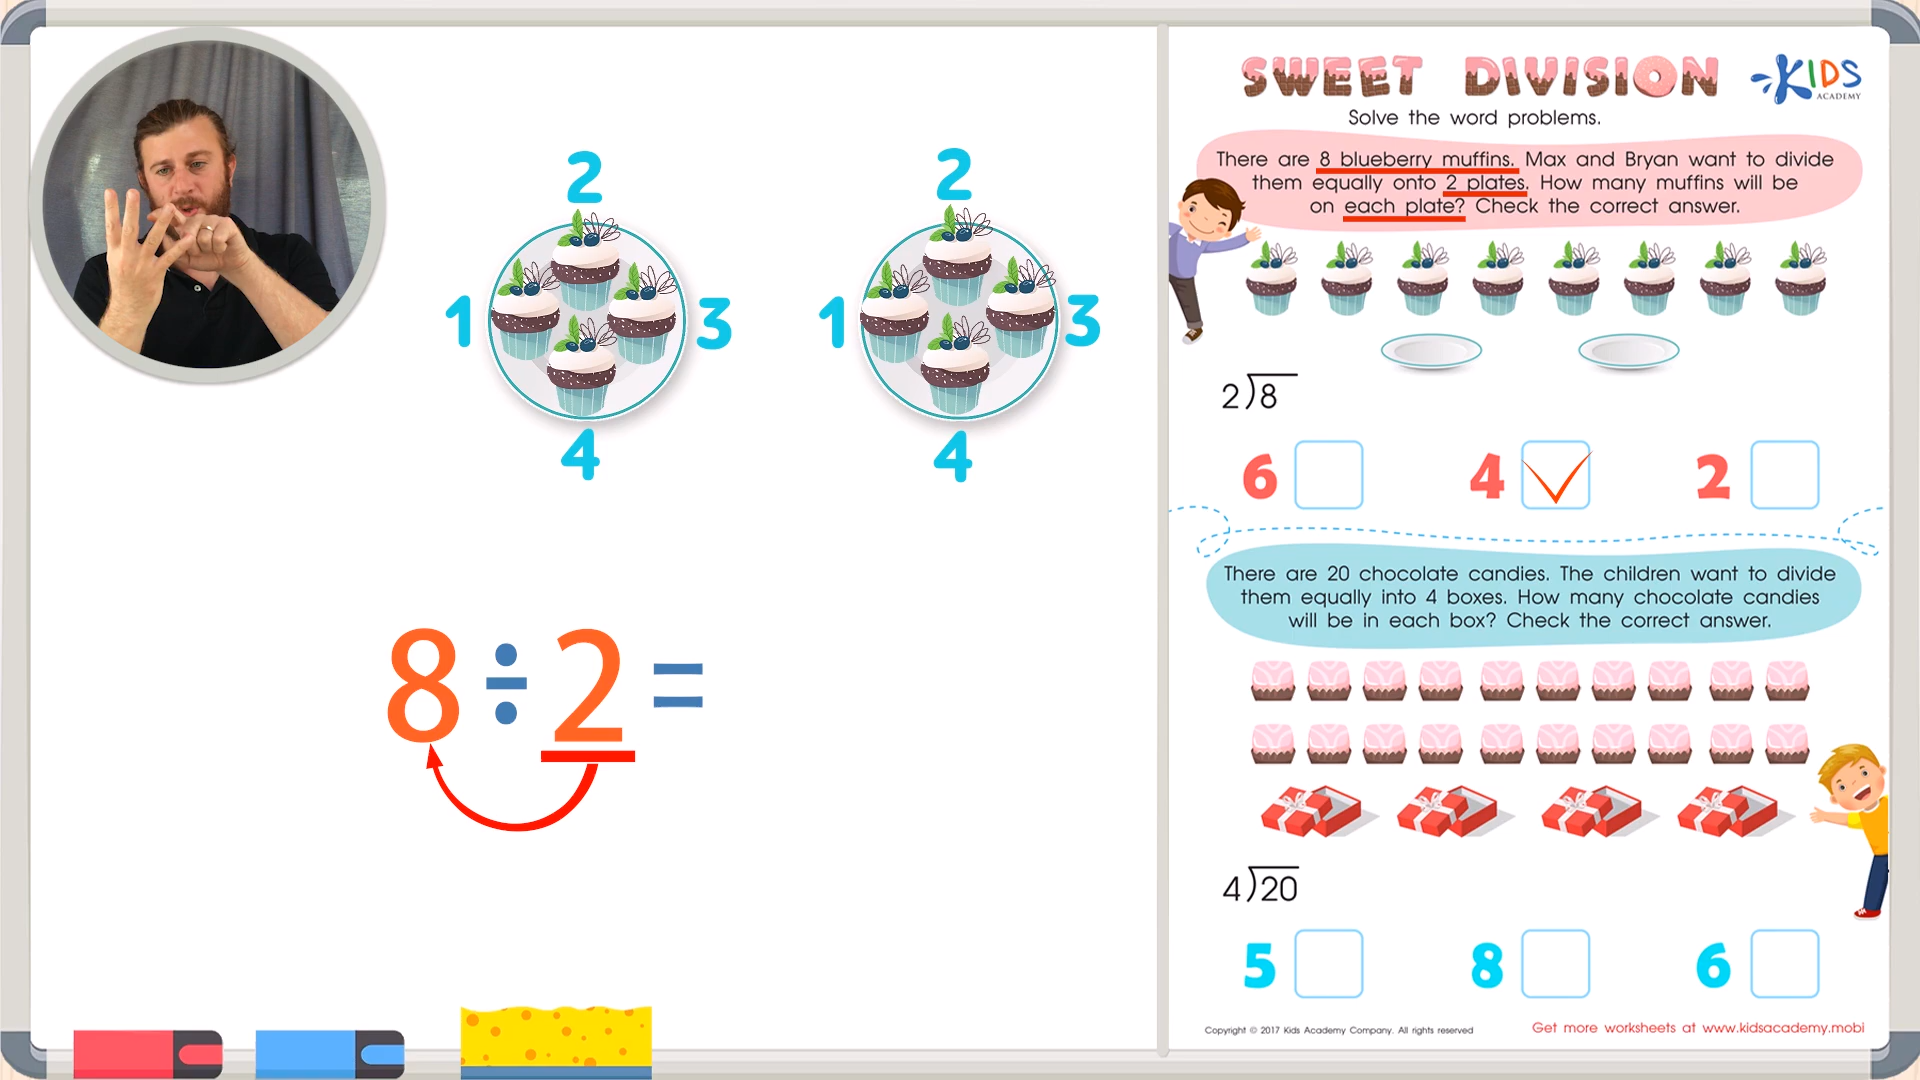 2
1
3
4
2
1
3
4
8 ÷ 2 =
SWEET DIVISION
KIDS
ACADEMY
Solve the word problems.
There are 8 blueberry muffins. Max and Bryan want to divide
them equally onto 2 plates. How many muffins will be
on each plate? Check the correct answer.
2)8
6 4 2
There are 20 chocolate candies. The children want to divide
them equally into 4 boxes. How many chocolate candies
will be in each box? Check the correct answer.
4)20
5 8 6
Copyright © 2017 Kids Academy Company. All rights reserved
Get more worksheets at www.kidsacademy.mobi